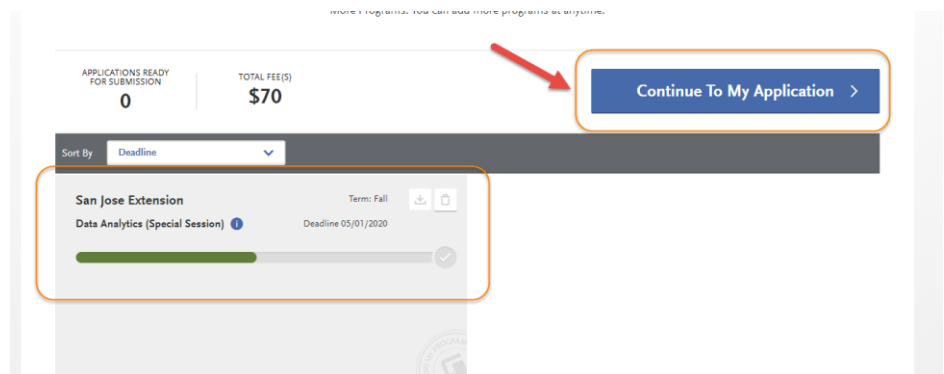 More Programs. You can add more programs at anytime.
APPLICATIONS READY
FOR SUBMISSION
0
TOTAL FEE(S)
$70
Continue To My Application
Sort By
Deadline
San Jose Extension
Term: Fall
Data Analytics (Special Session)
Deadline 05/01/2020